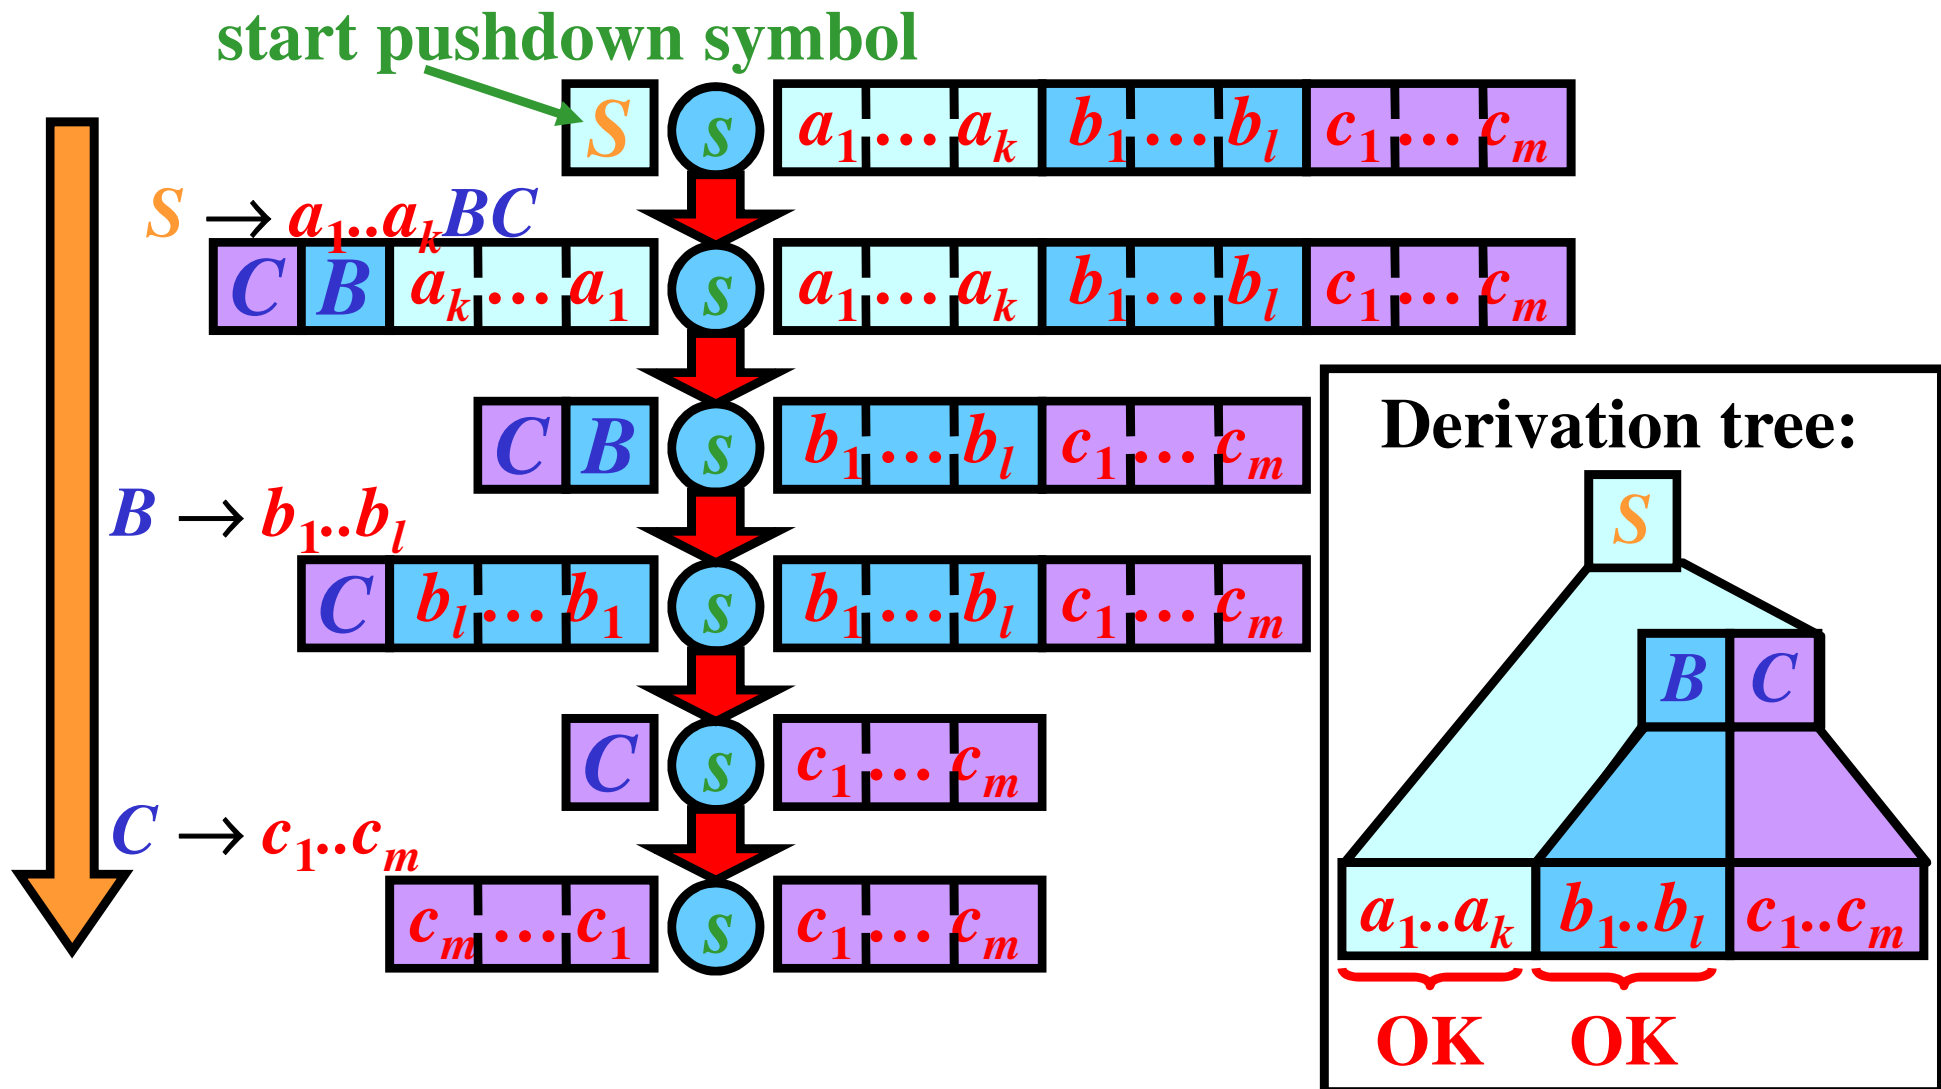 start pushdown symbol
S s a₁ … aₖ b₁ … bₗ c₁ … cₘ
S → a₁..aₖBC
C B aₖ … a₁ s a₁ … aₖ b₁ … bₗ c₁ … cₘ
C B s b₁ … bₗ c₁ … cₘ
B → b₁..bₗ
C bₗ … b₁ s b₁ … bₗ c₁ … cₘ
C s c₁ … cₘ
C → c₁..cₘ
cₘ … c₁ s c₁ … cₘ
Derivation tree:
S
B C
a₁..aₖ b₁..bₗ c₁..cₘ
OK OK